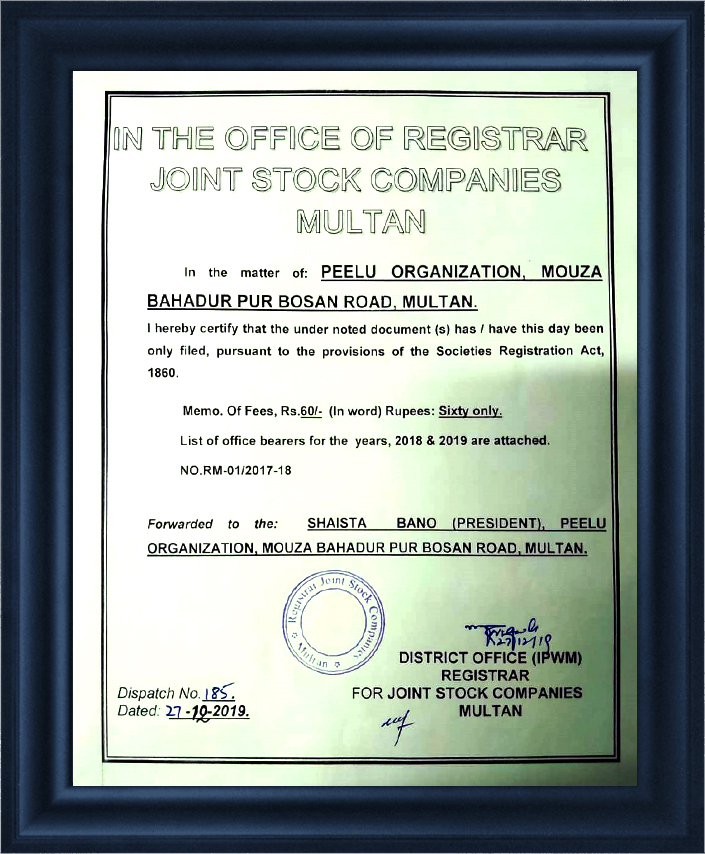 IN THE OFFICE OF REGISTRAR
JOINT STOCK COMPANIES
MULTAN
In the matter of: PEELU ORGANIZATION, MOUZA
BAHADUR PUR BOSAN ROAD, MULTAN.
I hereby certify that the under noted document (s) has / have this day been
only filed, pursuant to the provisions of the Societies Registration Act,
1860.
Memo. Of Fees, Rs.60/- (In word) Rupees: Sixty only.
List of office bearers for the years, 2018 & 2019 are attached.
NO.RM-01/2017-18
Forwarded to the: SHAISTA BANO (PRESIDENT), PEELU
ORGANIZATION, MOUZA BAHADUR PUR BOSAN ROAD, MULTAN.
Registrar Joint Stock Companies
Multan
27/12/19
DISTRICT OFFICE (IPWM)
REGISTRAR
FOR JOINT STOCK COMPANIES
MULTAN
Dispatch No. 185.
Dated: 27-12-2019.